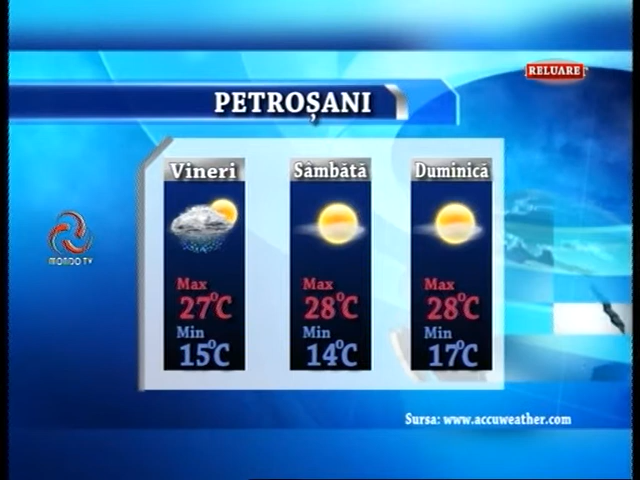 RELUARE
PETROȘANI
Vineri
Sâmbătă
Duminică
Max
27°C
Min
15°C
Max
28°C
Min
14°C
Max
28°C
Min
17°C
MONDO TV
Sursa: www.accuweather.com